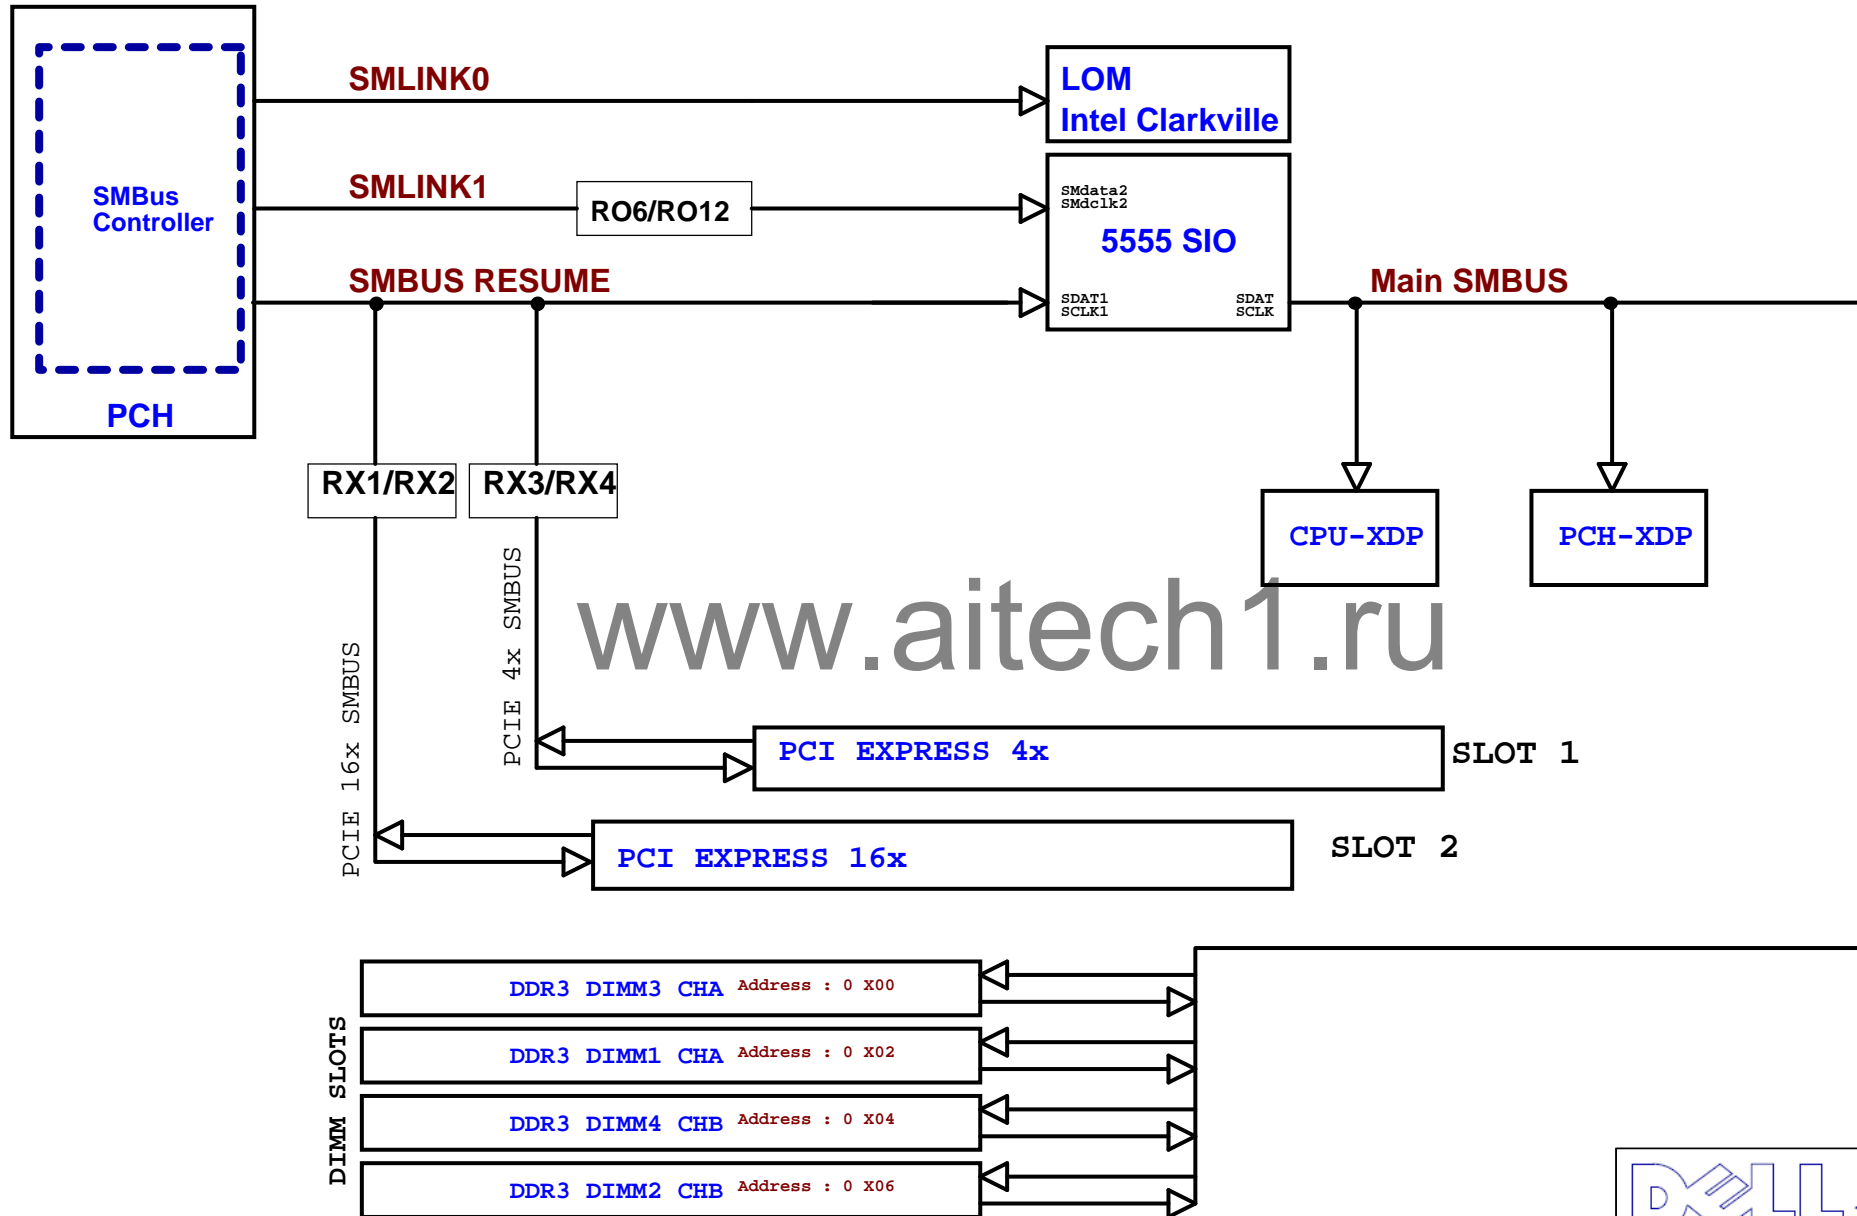 SMLINK0
LOM
Intel Clarkville
SMBus
Controller
SMLINK1
RO6/RO12
SMdata2
SMdclk2
5555 SIO
SMBUS RESUME
SDAT1
SCLK1
SDAT
SCLK
Main SMBUS
PCH
RX1/RX2
RX3/RX4
CPU-XDP
PCH-XDP
PCIE 16x SMBUS
PCIE 4x SMBUS
www.aitech1.ru
PCI EXPRESS 4x
SLOT 1
PCI EXPRESS 16x
SLOT 2
DIMM SLOTS
DDR3 DIMM3 CHA Address : 0 X00
DDR3 DIMM1 CHA Address : 0 X02
DDR3 DIMM4 CHB Address : 0 X04
DDR3 DIMM2 CHB Address : 0 X06
DELL